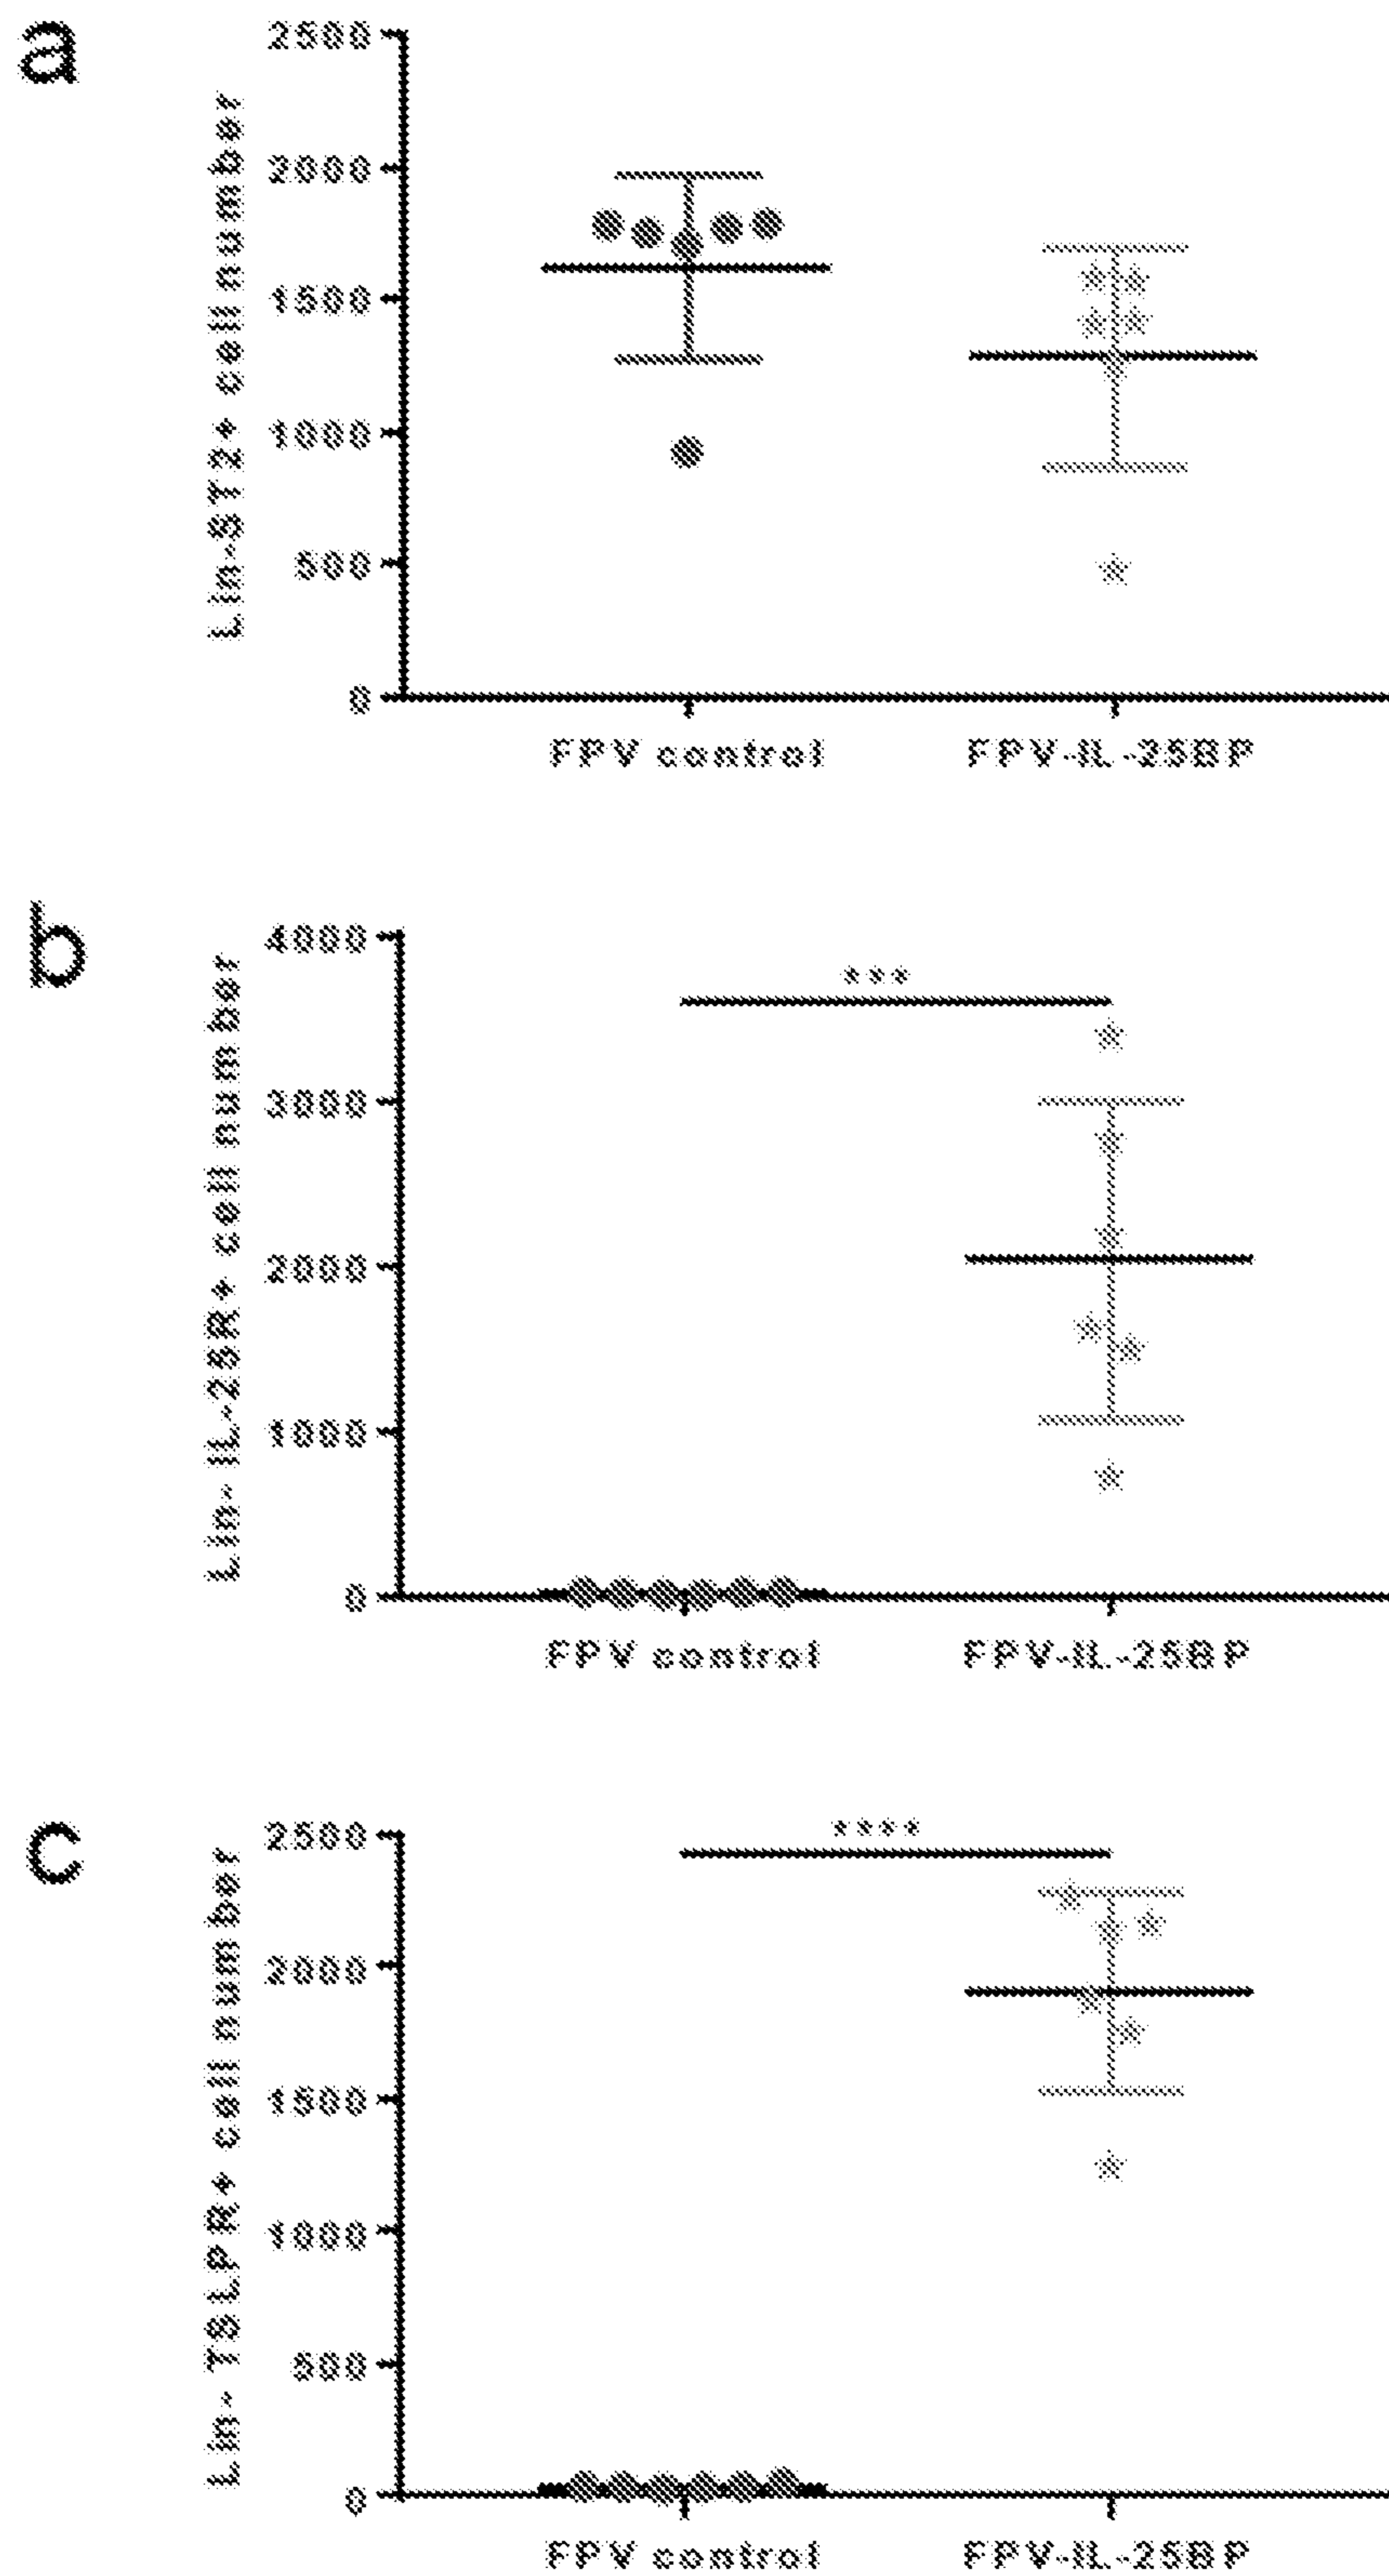 a
Lin-ST2+ cell number
2500
2000
1500
1000
500
0
FPV control FPV-IL-25BP
b
Lin- IL-25R+ cell number
4000
3000
2000
1000
0
***
FPV control FPV-IL-25BP
c
Lin- TSLPR+ cell number
2500
2000
1500
1000
500
0
****
FPV control FPV-IL-25BP